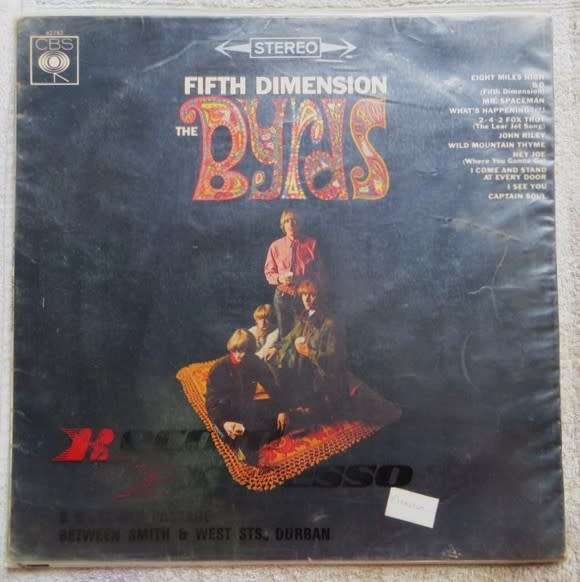 62783
CBS
STEREO
FIFTH DIMENSION
THE Byrds
EIGHT MILES HIGH
5D
(Fifth Dimension)
MR. SPACEMAN
WHAT'S HAPPENING?!?!
2-4-2 FOX TROT
(The Lear Jet Song)
JOHN RILEY
WILD MOUNTAIN THYME
HEY JOE
(Where You Gonna Go)
I COME AND STAND
AT EVERY DOOR
I SEE YOU
CAPTAIN SOUL
Record
BETWEEN SMITH & WEST STS., DURBAN